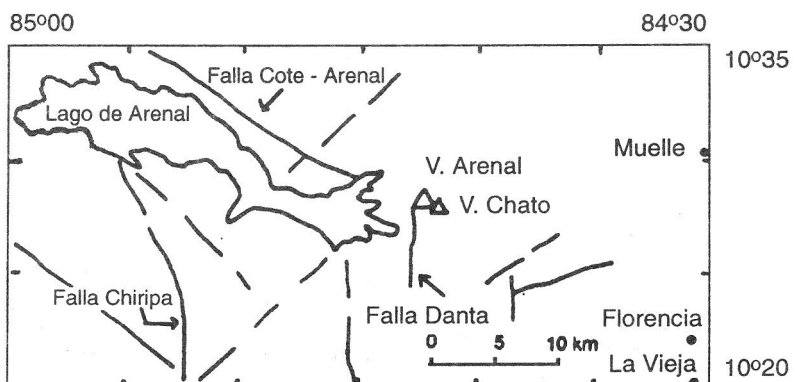 85º00
84º30
10º35
Falla Cote - Arenal
Lago de Arenal
Muelle
V. Arenal
V. Chato
Falla Chiripa
Falla Danta
Florencia
0 5 10 km
La Vieja
10º20